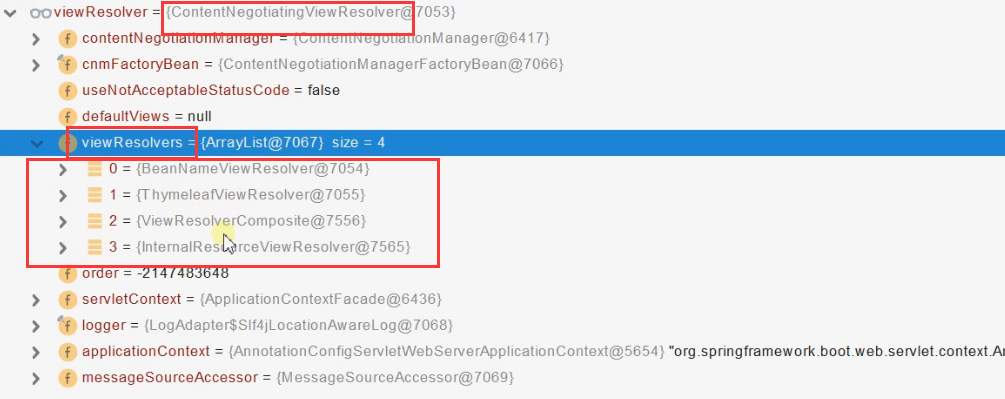 viewResolver = {ContentNegotiatingViewResolver@7053}
contentNegotiationManager = {ContentNegotiationManager@6417}
cnmFactoryBean = {ContentNegotiationManagerFactoryBean@7066}
useNotAcceptableStatusCode = false
defaultViews = null
viewResolvers = {ArrayList@7067} size = 4
0 = {BeanNameViewResolver@7054}
1 = {ThymeleafViewResolver@7055}
2 = {ViewResolverComposite@7556}
3 = {InternalResourceViewResolver@7565}
order = -2147483648
servletContext = {ApplicationContextFacade@6436}
logger = {LogAdapter$Slf4jLocationAwareLog@7068}
applicationContext = {AnnotationConfigServletWebServerApplicationContext@5654} "org.springframework.boot.web.servlet.context.An
messageSourceAccessor = {MessageSourceAccessor@7069}